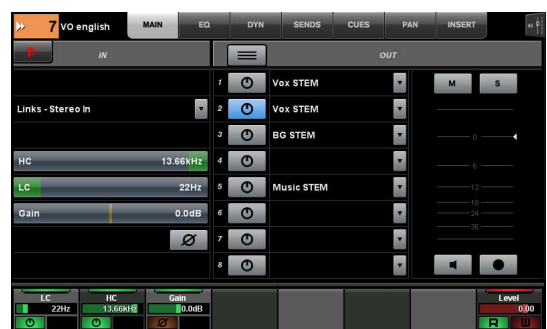 7 VO english MAIN EQ DYN SENDS CUES PAN INSERT
IN OUT
1 Vox STEM M S
Links - Stereo In 2 Vox STEM
3 BG STEM 0
HC 13.66kHz 4 6
LC 22Hz 5 Music STEM 12
18
Gain 0.0dB 6 24
36
Ø 7
8
LC HC Gain Level
22Hz 13.66kHz 0.0dB 0.00
Ø R W